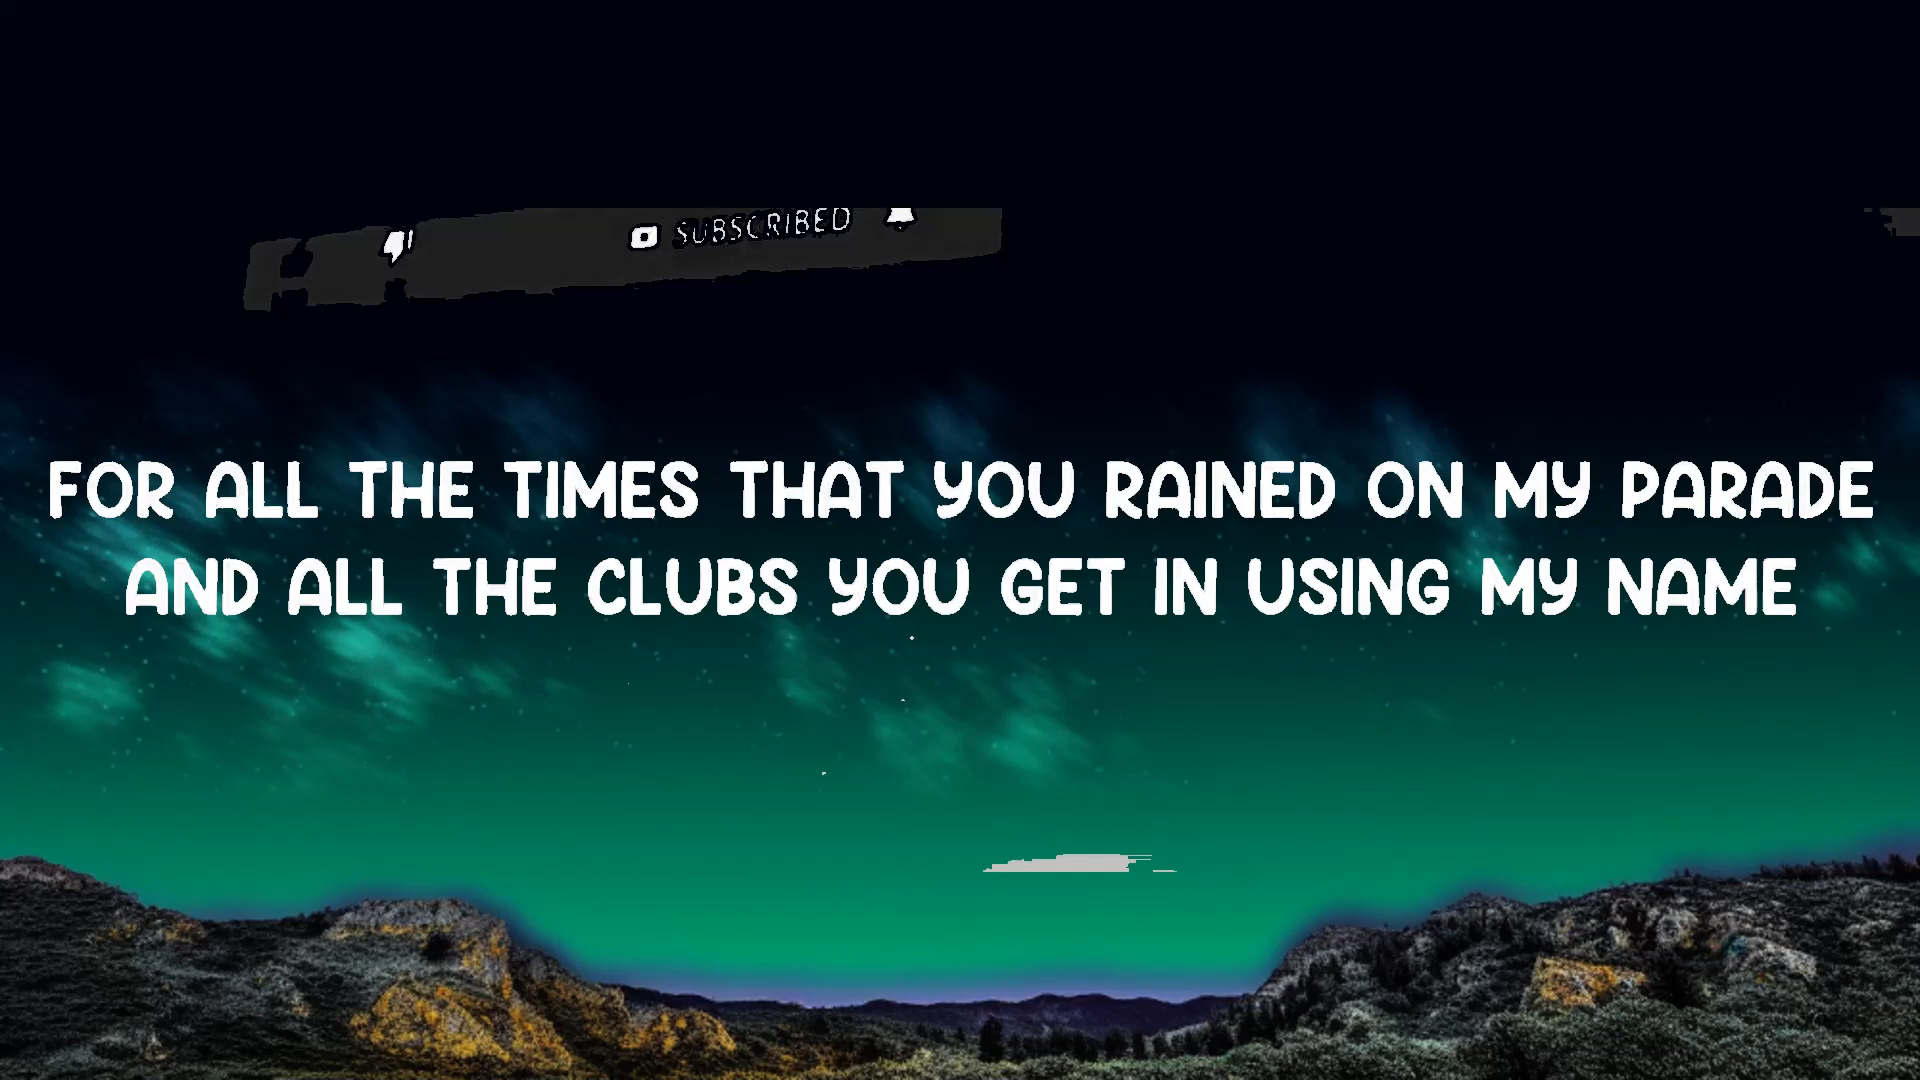 SUBSCRIBED
FOR ALL THE TIMES THAT YOU RAINED ON MY PARADE
AND ALL THE CLUBS YOU GET IN USING MY NAME